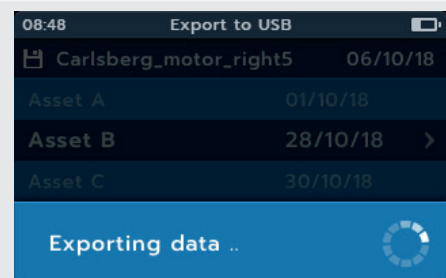 08:48 Export to USB
Carlsberg_motor_right5 06/10/18
Asset A 01/10/18
Asset B 28/10/18 >
Asset C 30/10/18
Exporting data ..